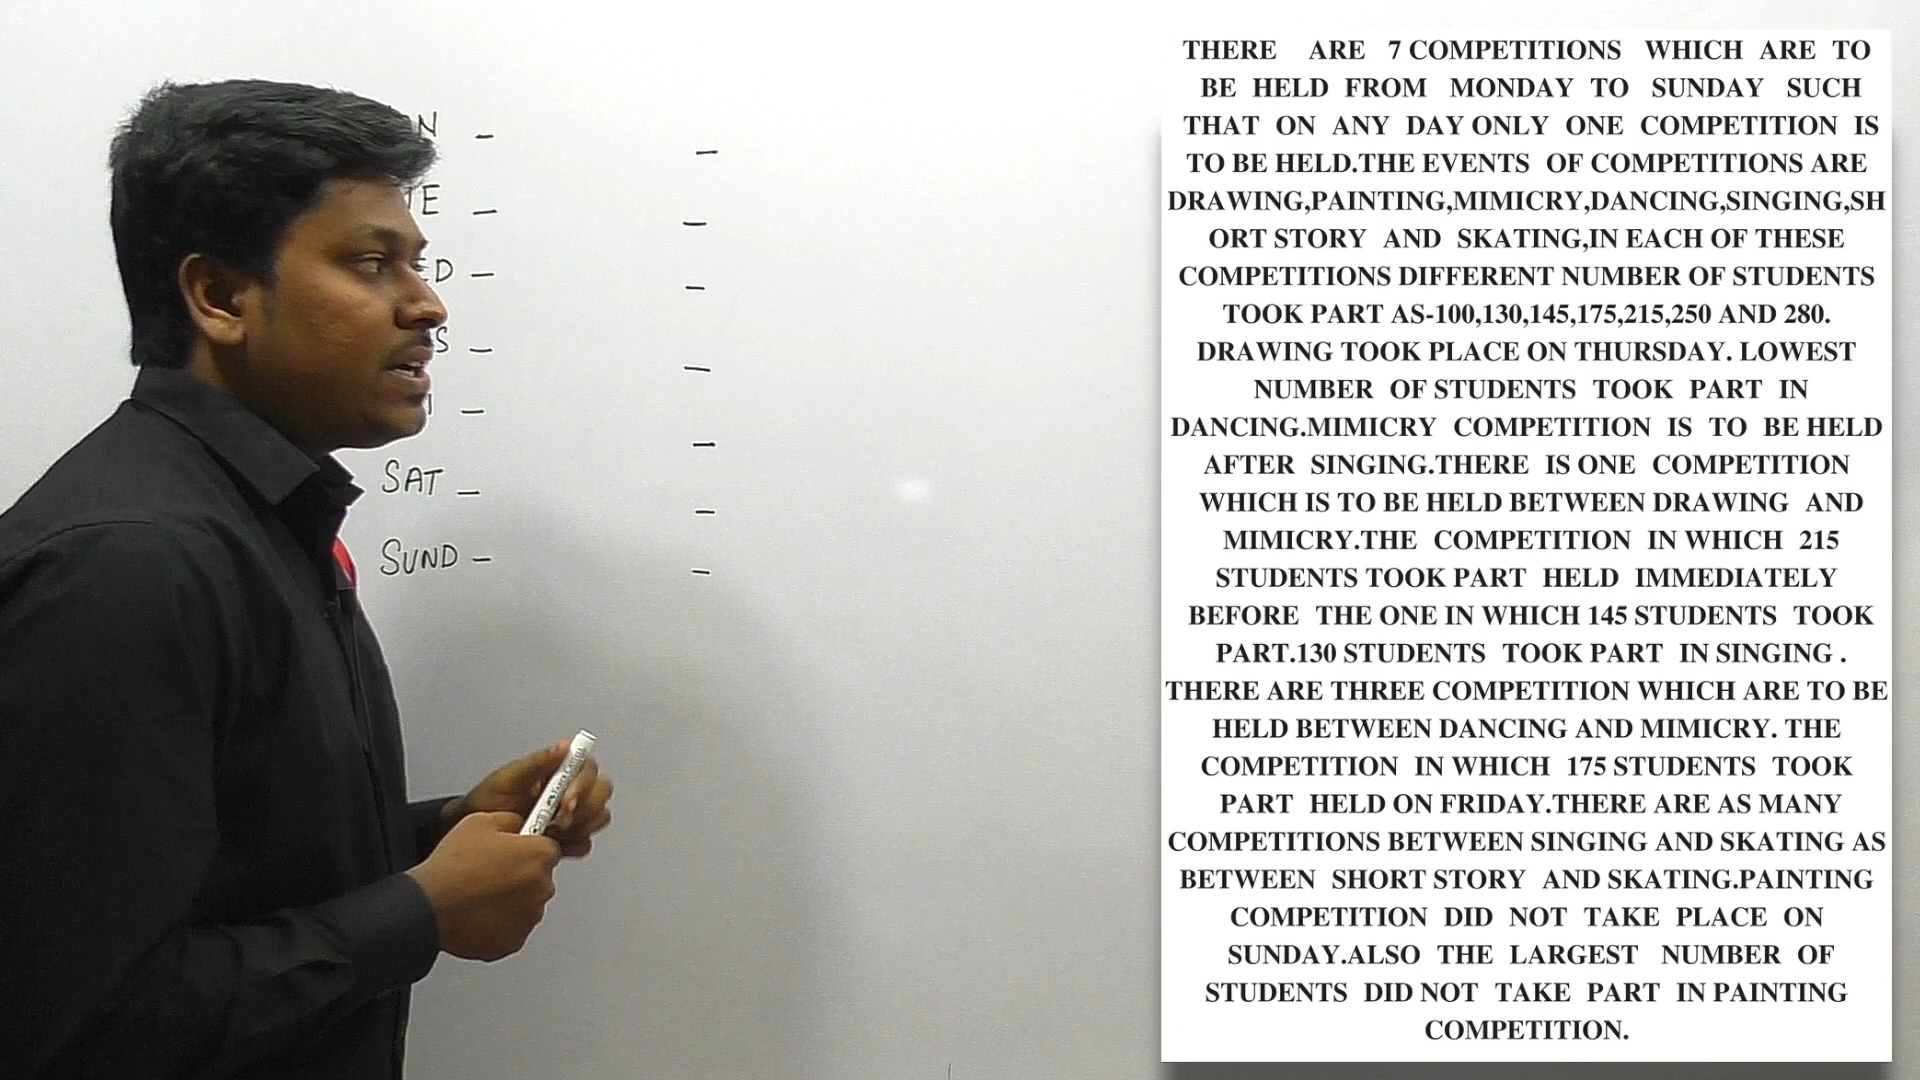 N –
E –
ED –
S –
I –
SAT –
SUND –
THERE ARE 7 COMPETITIONS WHICH ARE TO
BE HELD FROM MONDAY TO SUNDAY SUCH
THAT ON ANY DAY ONLY ONE COMPETITION IS
TO BE HELD.THE EVENTS OF COMPETITIONS ARE
DRAWING,PAINTING,MIMICRY,DANCING,SINGING,SH
ORT STORY AND SKATING,IN EACH OF THESE
COMPETITIONS DIFFERENT NUMBER OF STUDENTS
TOOK PART AS-100,130,145,175,215,250 AND 280.
DRAWING TOOK PLACE ON THURSDAY. LOWEST
NUMBER OF STUDENTS TOOK PART IN
DANCING.MIMICRY COMPETITION IS TO BE HELD
AFTER SINGING.THERE IS ONE COMPETITION
WHICH IS TO BE HELD BETWEEN DRAWING AND
MIMICRY.THE COMPETITION IN WHICH 215
STUDENTS TOOK PART HELD IMMEDIATELY
BEFORE THE ONE IN WHICH 145 STUDENTS TOOK
PART.130 STUDENTS TOOK PART IN SINGING .
THERE ARE THREE COMPETITION WHICH ARE TO BE
HELD BETWEEN DANCING AND MIMICRY. THE
COMPETITION IN WHICH 175 STUDENTS TOOK
PART HELD ON FRIDAY.THERE ARE AS MANY
COMPETITIONS BETWEEN SINGING AND SKATING AS
BETWEEN SHORT STORY AND SKATING.PAINTING
COMPETITION DID NOT TAKE PLACE ON
SUNDAY.ALSO THE LARGEST NUMBER OF
STUDENTS DID NOT TAKE PART IN PAINTING
COMPETITION.